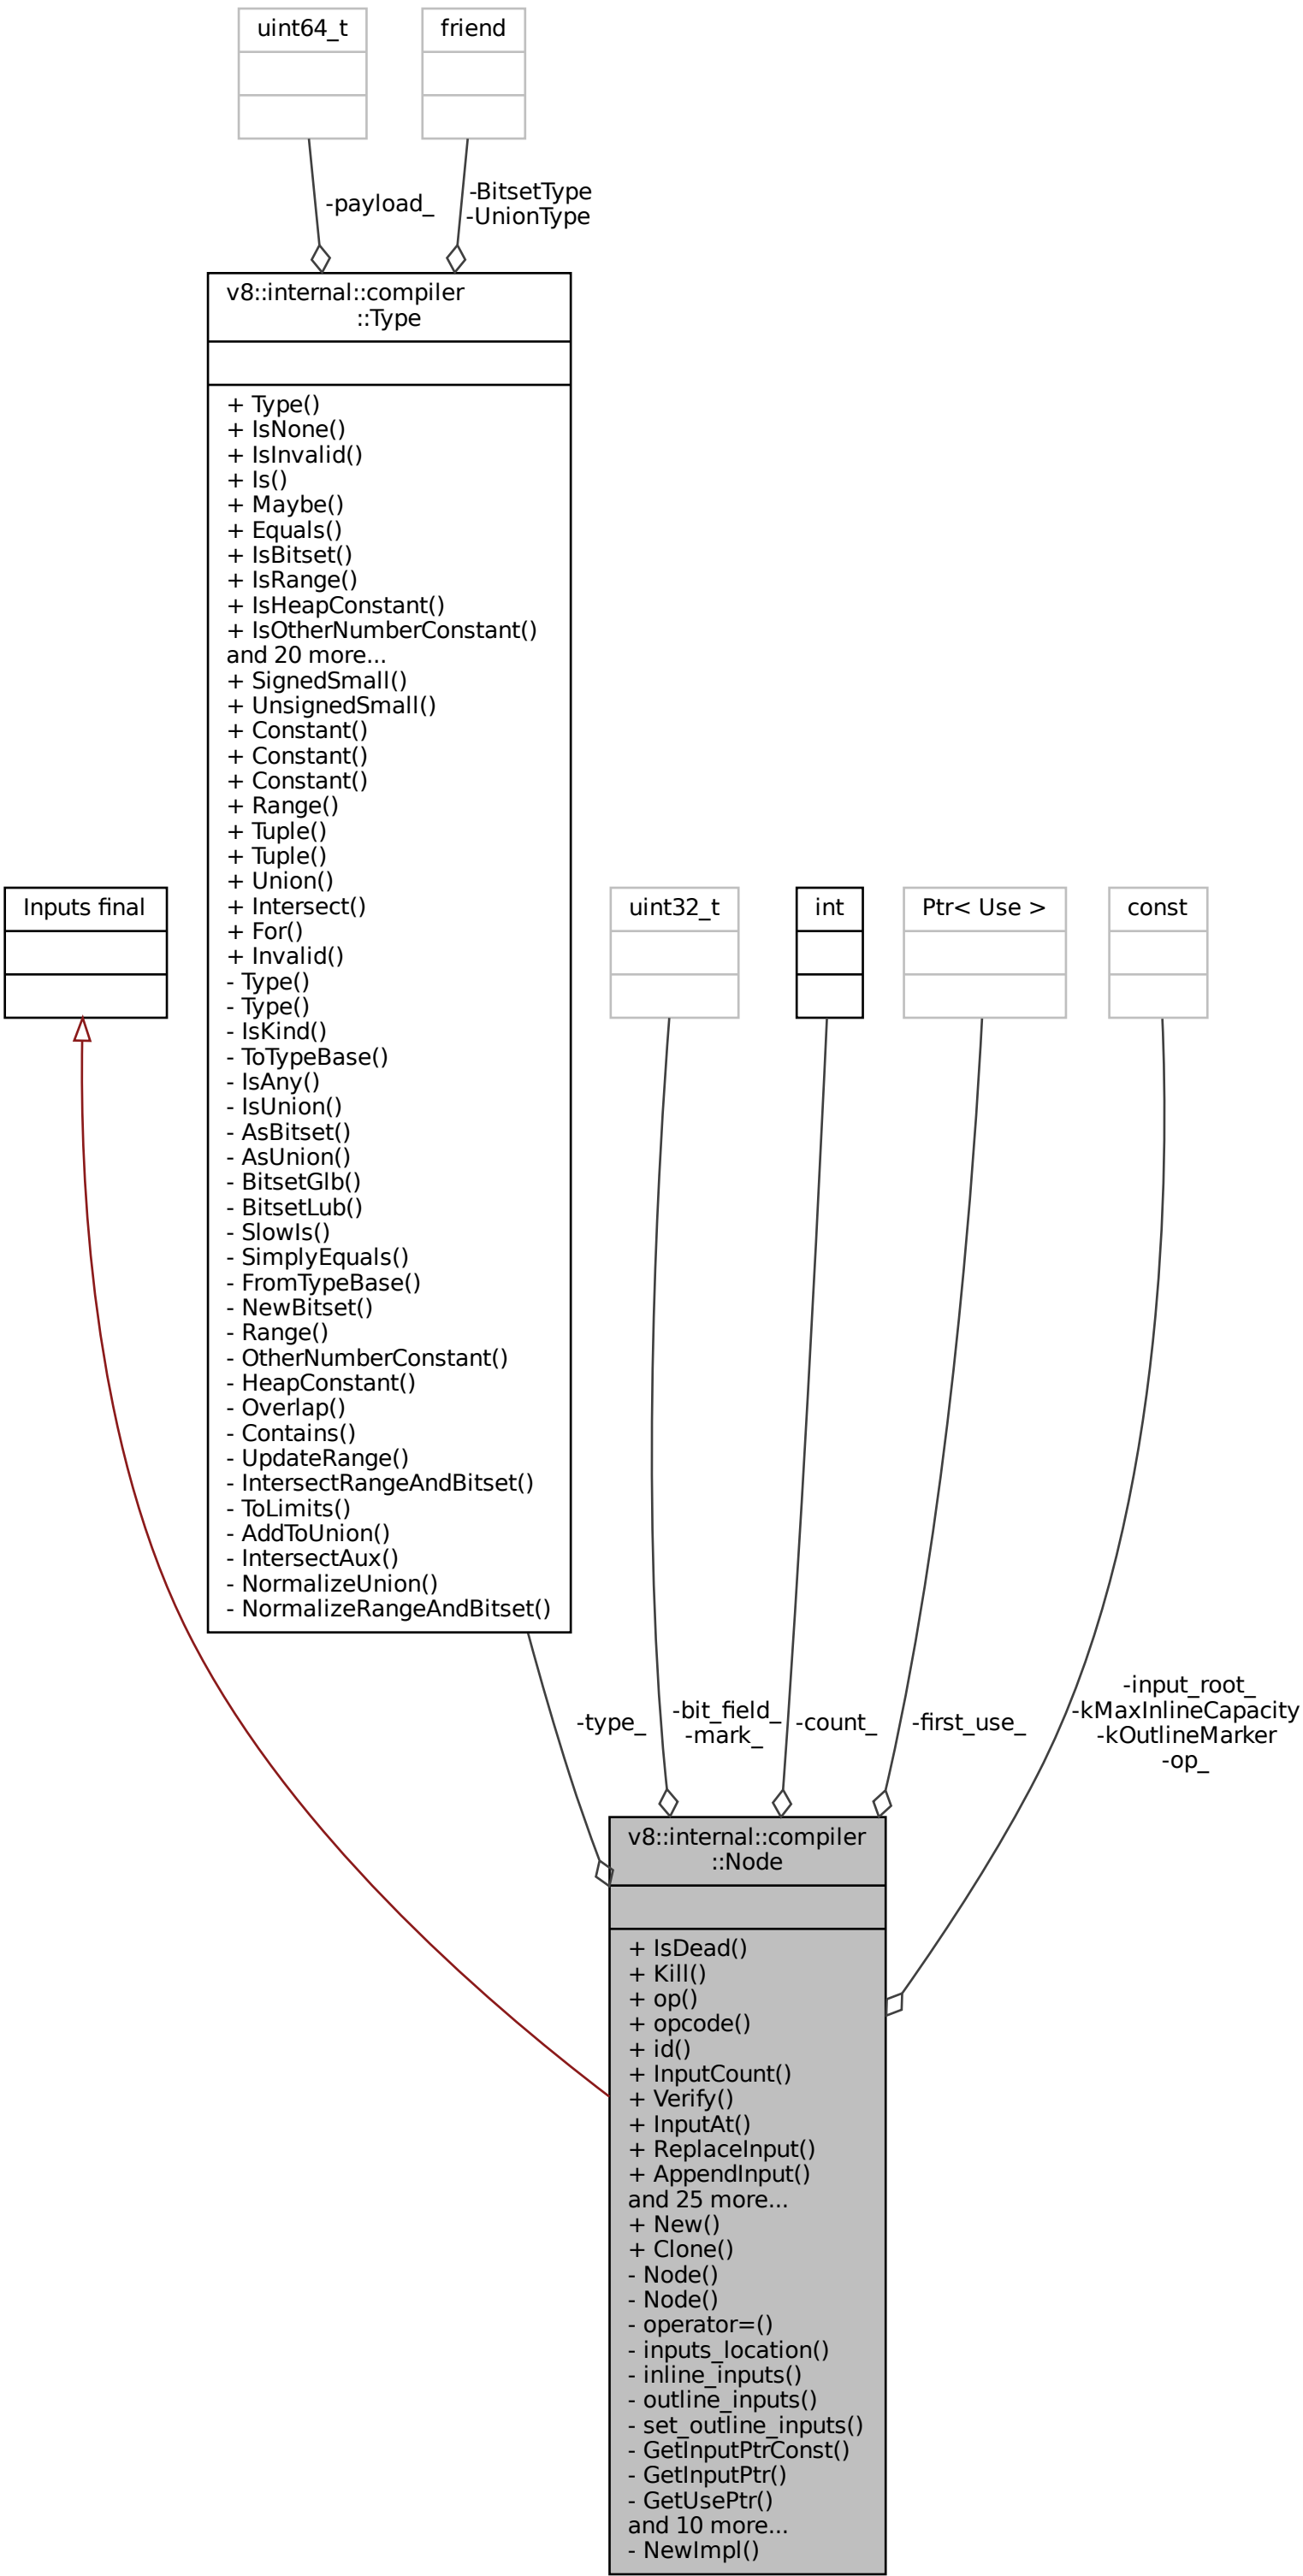 uint64_t
friend
-payload_
-BitsetType
-UnionType
v8::internal::compiler
::Type
+ Type()
+ IsNone()
+ IsInvalid()
+ Is()
+ Maybe()
+ Equals()
+ IsBitset()
+ IsRange()
+ IsHeapConstant()
+ IsOtherNumberConstant()
and 20 more...
+ SignedSmall()
+ UnsignedSmall()
+ Constant()
+ Constant()
+ Constant()
+ Range()
+ Tuple()
+ Tuple()
+ Union()
+ Intersect()
+ For()
+ Invalid()
- Type()
- Type()
- IsKind()
- ToTypeBase()
- IsAny()
- IsUnion()
- AsBitset()
- AsUnion()
- BitsetGlb()
- BitsetLub()
- SlowIs()
- SimplyEquals()
- FromTypeBase()
- NewBitset()
- Range()
- OtherNumberConstant()
- HeapConstant()
- Overlap()
- Contains()
- UpdateRange()
- IntersectRangeAndBitset()
- ToLimits()
- AddToUnion()
- IntersectAux()
- NormalizeUnion()
- NormalizeRangeAndBitset()
Inputs final
uint32_t
int
Ptr< Use >
const
-type_
-bit_field_
-mark_
-count_
-first_use_
-input_root_
-kMaxInlineCapacity
-kOutlineMarker
-op_
v8::internal::compiler
::Node
+ IsDead()
+ Kill()
+ op()
+ opcode()
+ id()
+ InputCount()
+ Verify()
+ InputAt()
+ ReplaceInput()
+ AppendInput()
and 25 more...
+ New()
+ Clone()
- Node()
- Node()
- operator=()
- inputs_location()
- inline_inputs()
- outline_inputs()
- set_outline_inputs()
- GetInputPtrConst()
- GetInputPtr()
- GetUsePtr()
and 10 more...
- NewImpl()